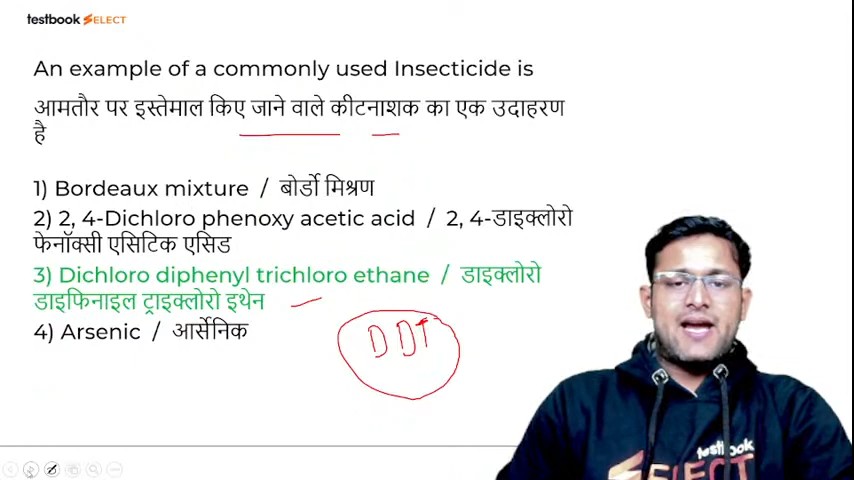 testbook SELECT
An example of a commonly used Insecticide is
आमतौर पर इस्तेमाल किए जाने वाले कीटनाशक का एक उदाहरण
है
1) Bordeaux mixture / बोर्डो मिश्रण
2) 2, 4-Dichloro phenoxy acetic acid / 2, 4-डाइक्लोरो
फेनॉक्सी एसिटिक एसिड
3) Dichloro diphenyl trichloro ethane / डाइक्लोरो
डाइफिनाइल ट्राइक्लोरो इथेन
4) Arsenic / आर्सेनिक
DDT
testbook
SELECT